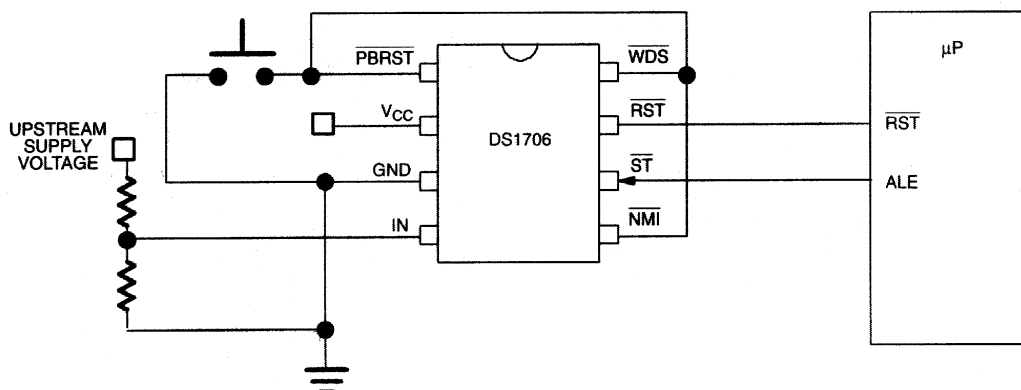 μP
PBRST
WDS
VCC
RST
RST
UPSTREAM
SUPPLY
VOLTAGE
DS1706
GND
ST
ALE
IN
NMI